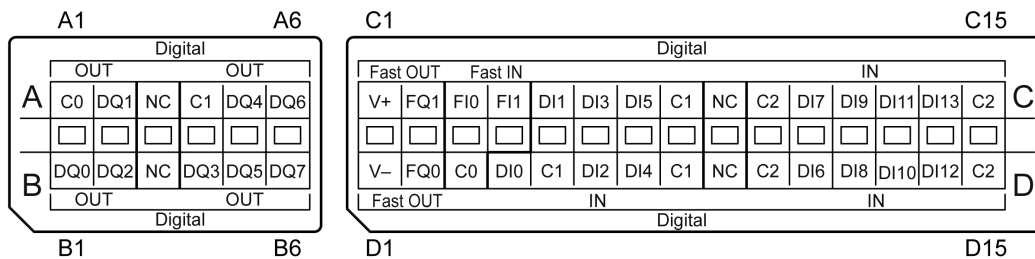 A1 A6 C1 C15
Digital Digital
OUT OUT Fast OUT Fast IN IN
A C0 DQ1 NC C1 DQ4 DQ6 V+ FQ1 FI0 FI1 DI1 DI3 DI5 C1 NC C2 DI7 DI9 DI11 DI13 C2 C
B DQ0 DQ2 NC DQ3 DQ5 DQ7 V– FQ0 C0 DI0 C1 DI2 DI4 C1 NC C2 DI6 DI8 DI10 DI12 C2 D
OUT OUT Fast OUT IN IN
Digital Digital
B1 B6 D1 D15